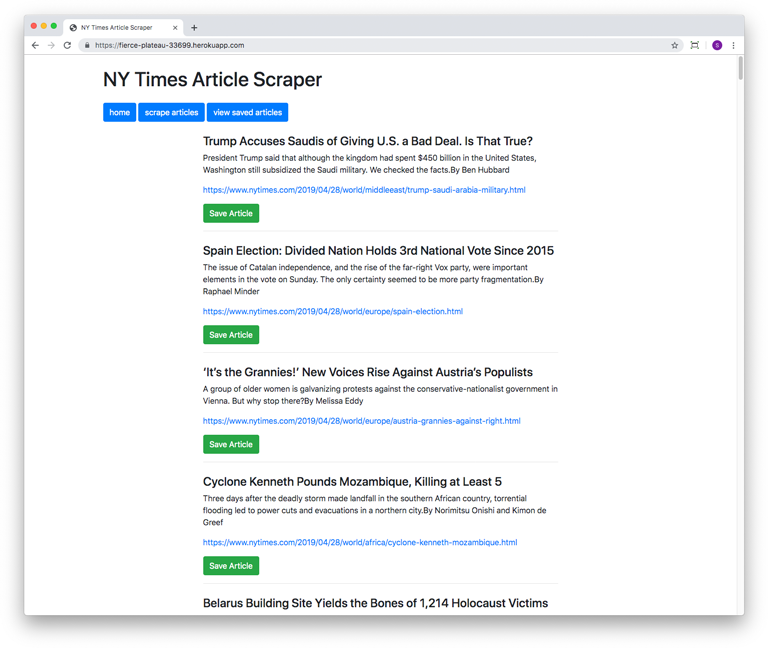 NY Times Article Scraper
https://fierce-plateau-33699.herokuapp.com
S
NY Times Article Scraper
home scrape articles view saved articles
Trump Accuses Saudis of Giving U.S. a Bad Deal. Is That True?
President Trump said that although the kingdom had spent $450 billion in the United States,
Washington still subsidized the Saudi military. We checked the facts.By Ben Hubbard
https://www.nytimes.com/2019/04/28/world/middleeast/trump-saudi-arabia-military.html
Save Article
Spain Election: Divided Nation Holds 3rd National Vote Since 2015
The issue of Catalan independence, and the rise of the far-right Vox party, were important
elements in the vote on Sunday. The only certainty seemed to be more party fragmentation.By
Raphael Minder
https://www.nytimes.com/2019/04/28/world/europe/spain-election.html
Save Article
‘It’s the Grannies!’ New Voices Rise Against Austria’s Populists
A group of older women is galvanizing protests against the conservative-nationalist government in
Vienna. But why stop there?By Melissa Eddy
https://www.nytimes.com/2019/04/28/world/europe/austria-grannies-against-right.html
Save Article
Cyclone Kenneth Pounds Mozambique, Killing at Least 5
Three days after the deadly storm made landfall in the southern African country, torrential
flooding led to power cuts and evacuations in a northern city.By Norimitsu Onishi and Kimon de
Greef
https://www.nytimes.com/2019/04/28/world/africa/cyclone-kenneth-mozambique.html
Save Article
Belarus Building Site Yields the Bones of 1,214 Holocaust Victims